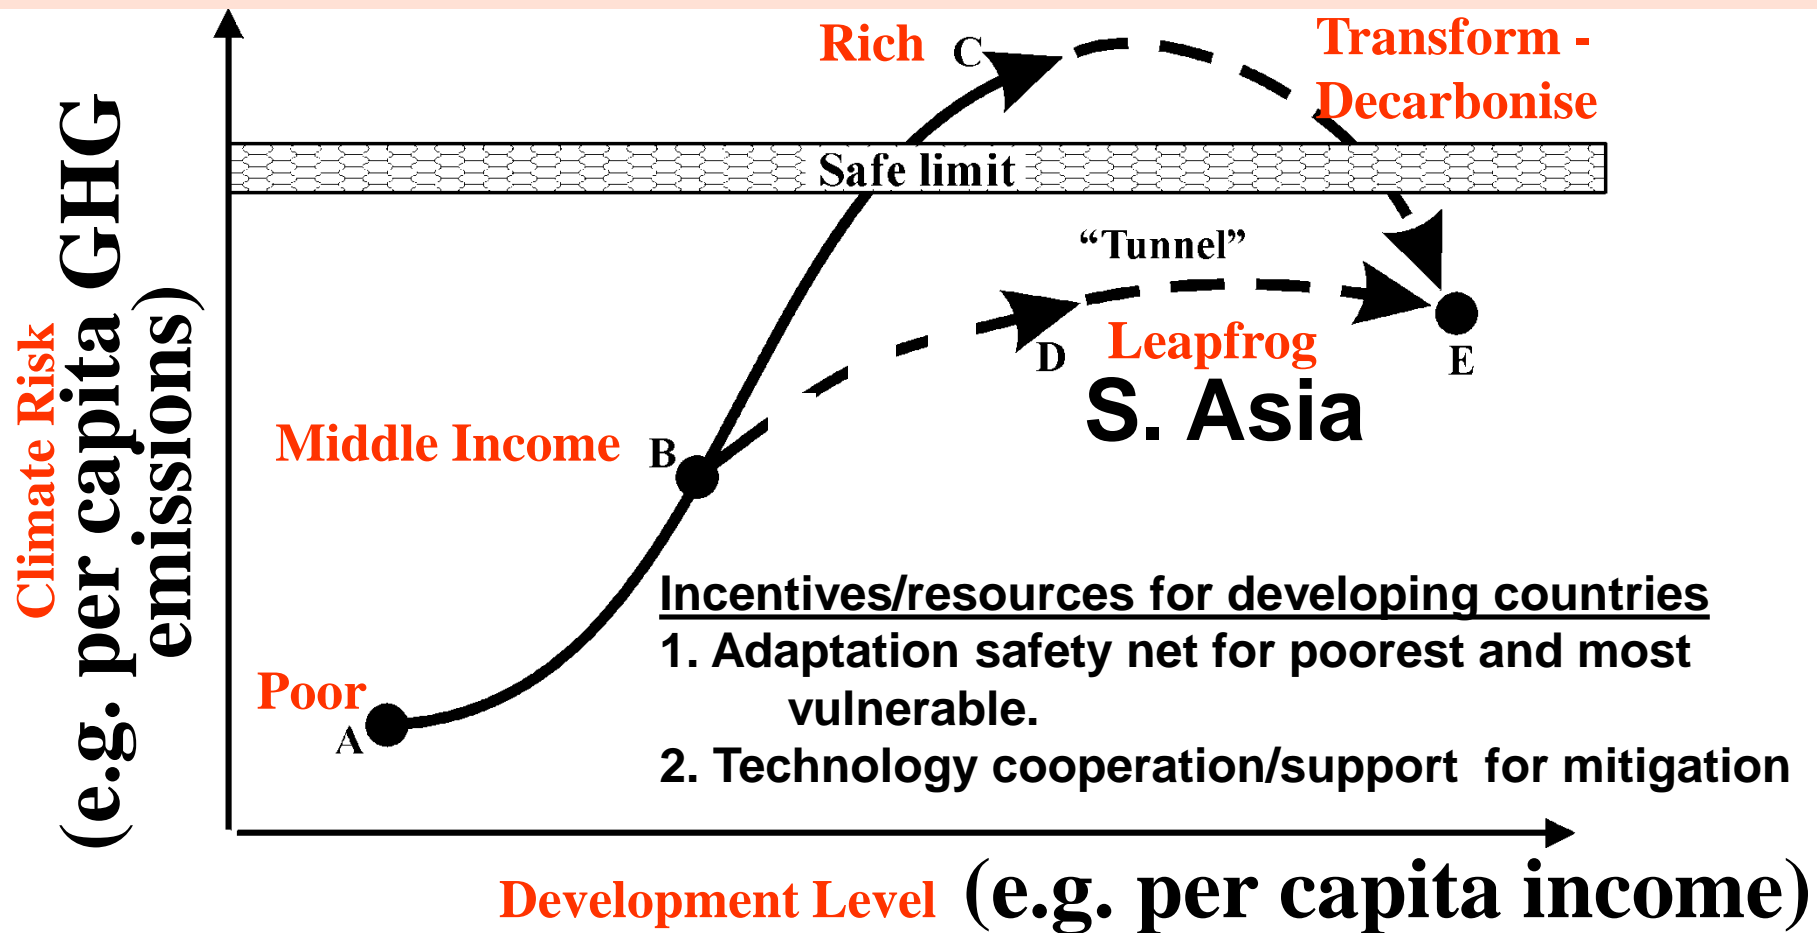 Rich
C
Transform -
Decarbonise
Safe limit
“Tunnel”
D
Leapfrog
E
S. Asia
Middle Income
B
Poor
A
Climate Risk
(e.g. per capita GHG
emissions)
Incentives/resources for developing countries
1. Adaptation safety net for poorest and most
vulnerable.
2. Technology cooperation/support for mitigation
Development Level (e.g. per capita income)